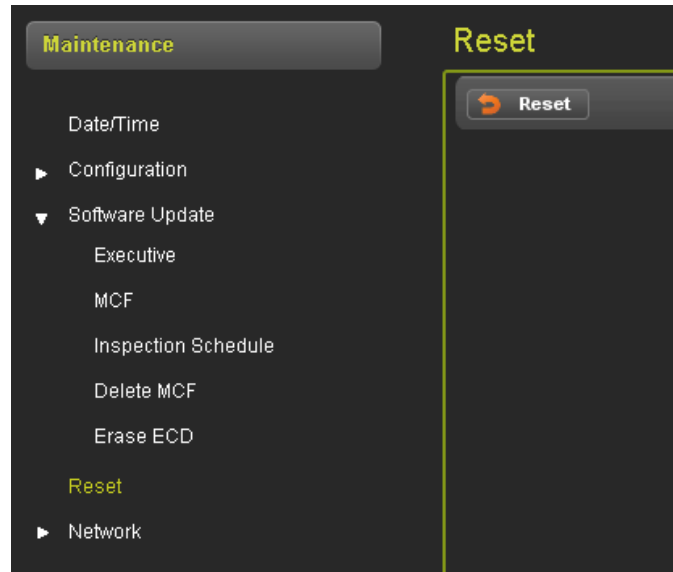 Maintenance
Date/Time
Configuration
Software Update
Executive
MCF
Inspection Schedule
Delete MCF
Erase ECD
Reset
Network
Reset
Reset